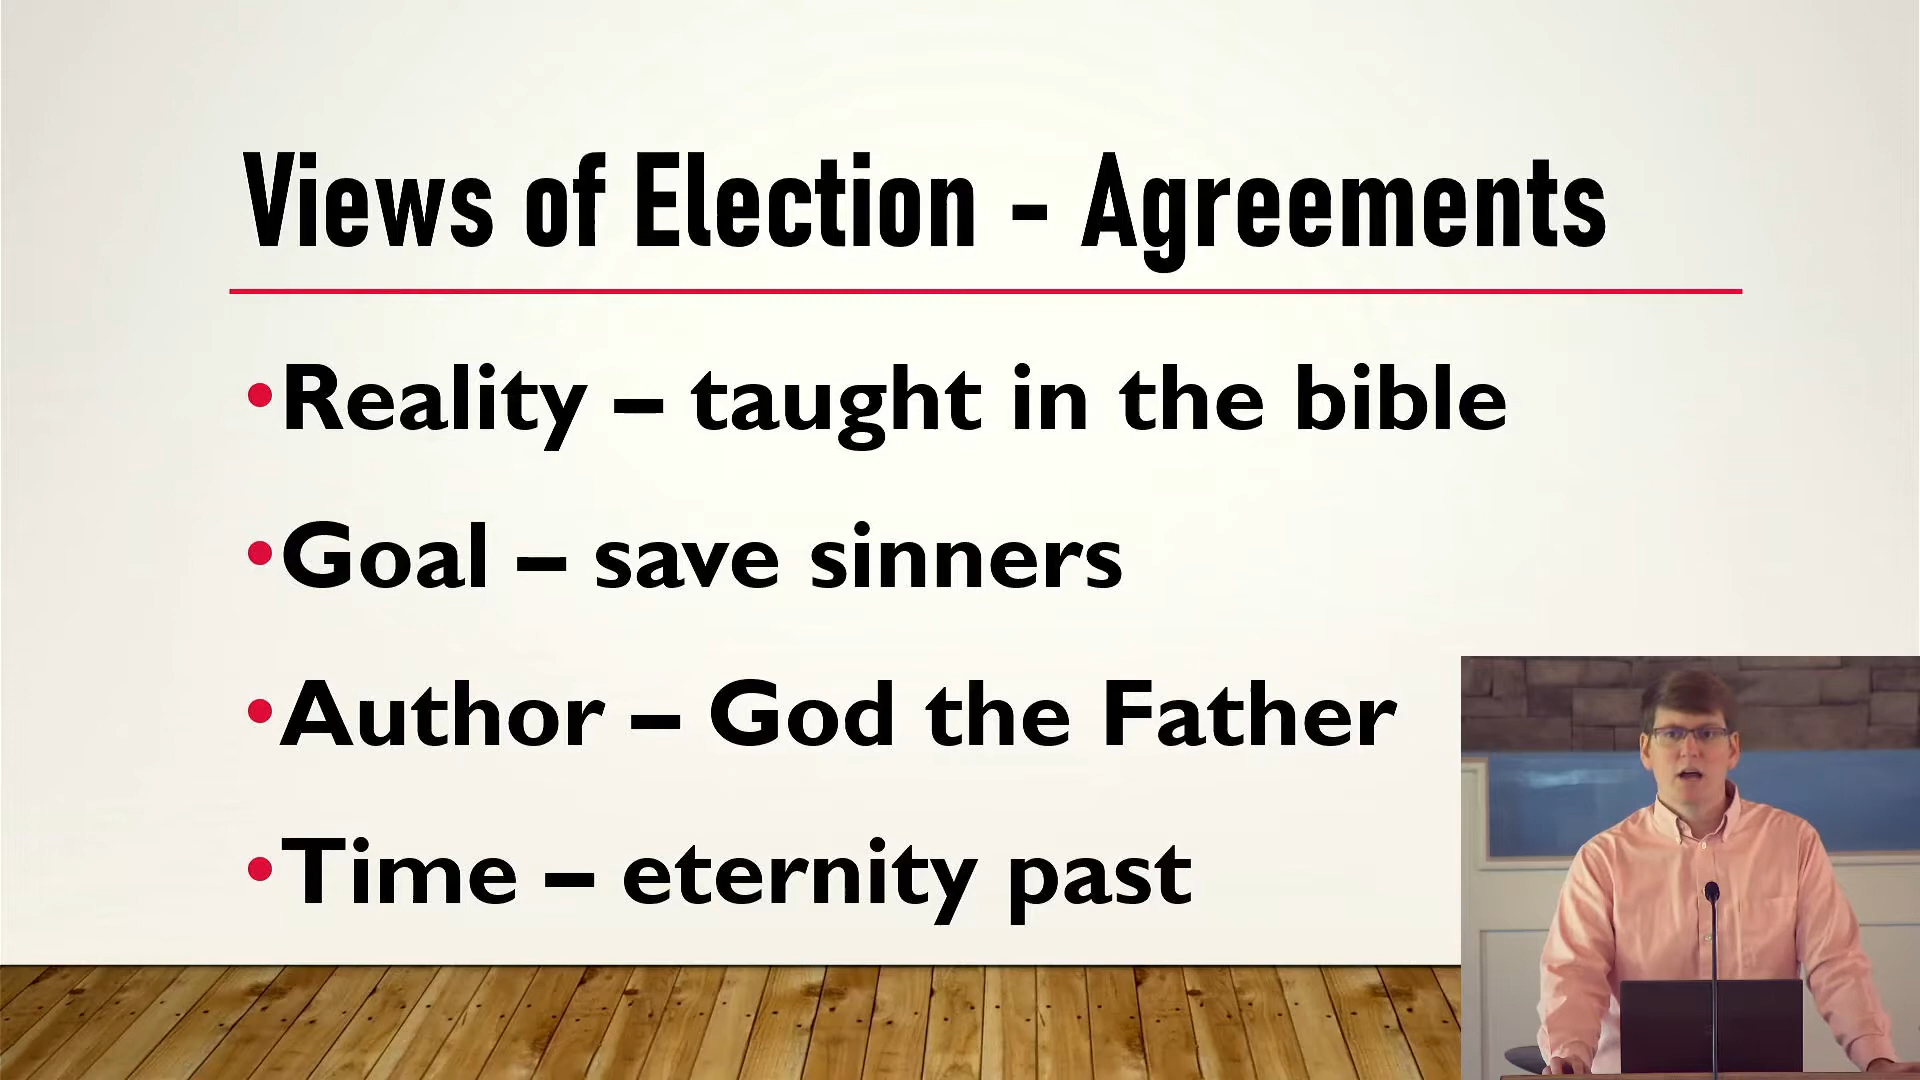 Views of Election - Agreements
•Reality – taught in the bible
•Goal – save sinners
•Author – God the Father
•Time – eternity past